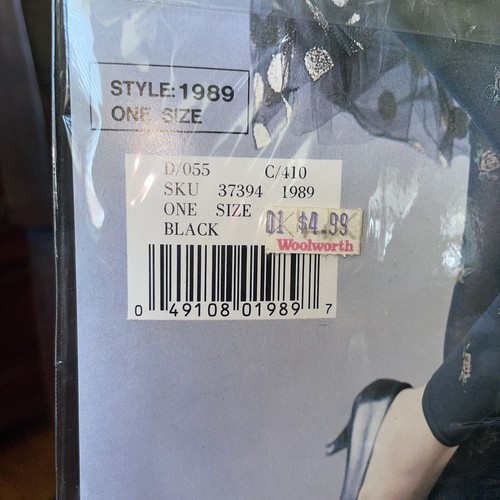 STYLE: 1989
ONE SIZE
D/055 C/410
SKU 37394 1989
ONE SIZE
BLACK
01 $4.99
Woolworth
0 49108 01989 7